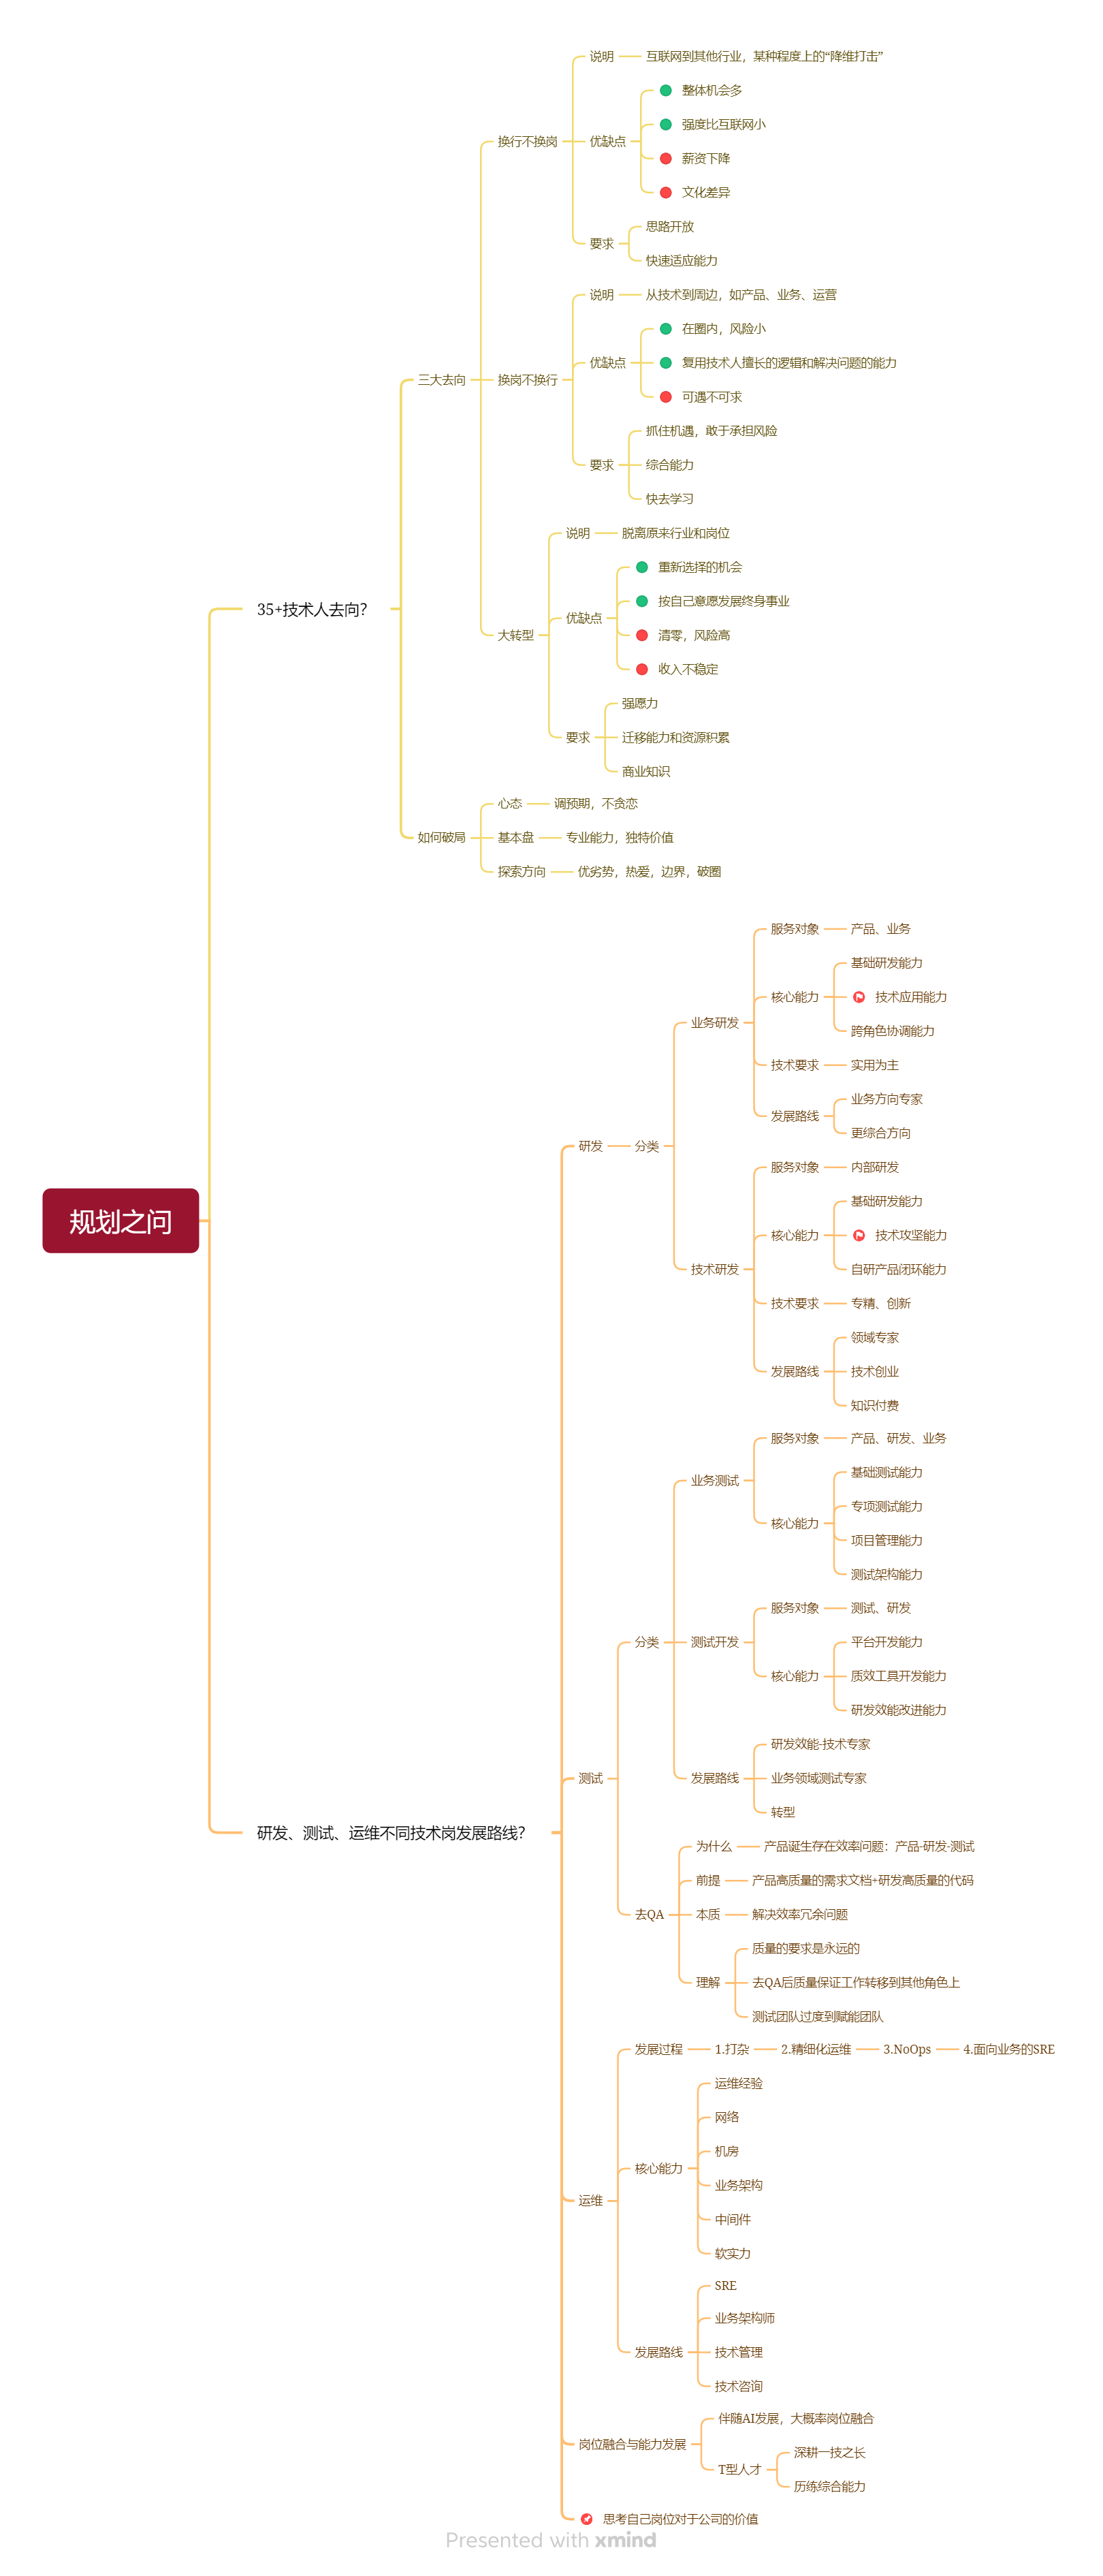 规划之问
35+技术人去向?
三大去向
换行不换岗
说明
互联网到其他行业，某种程度上的“降维打击”
优缺点
整体机会多
强度比互联网小
薪资下降
文化差异
要求
思路开放
快速适应能力
换岗不换行
说明
从技术到周边，如产品、业务、运营
优缺点
在圈内，风险小
复用技术人擅长的逻辑和解决问题的能力
可遇不可求
要求
抓住机遇，敢于承担风险
综合能力
快去学习
大转型
说明
脱离原来行业和岗位
优缺点
重新选择的机会
按自己意愿发展终身事业
清零，风险高
收入不稳定
要求
强愿力
迁移能力和资源积累
商业知识
如何破局
心态
调预期，不贪恋
基本盘
专业能力，独特价值
探索方向
优劣势，热爱，边界，破圈
研发、测试、运维不同技术岗发展路线?
研发
分类
业务研发
服务对象
产品、业务
核心能力
基础研发能力
技术应用能力
跨角色协调能力
技术要求
实用为主
发展路线
业务方向专家
更综合方向
技术研发
服务对象
内部研发
核心能力
基础研发能力
技术攻坚能力
自研产品闭环能力
技术要求
专精、创新
发展路线
领域专家
技术创业
知识付费
测试
分类
业务测试
服务对象
产品、研发、业务
核心能力
基础测试能力
专项测试能力
项目管理能力
测试架构能力
测试开发
服务对象
测试、研发
核心能力
平台开发能力
质效工具开发能力
研发效能改进能力
发展路线
研发效能-技术专家
业务领域测试专家
转型
去QA
为什么
产品诞生存在效率问题：产品-研发-测试
前提
产品高质量的需求文档+研发高质量的代码
本质
解决效率冗余问题
理解
质量的要求是永远的
去QA后质量保证工作转移到其他角色上
测试团队过度到赋能团队
运维
发展过程
1.打杂
2.精细化运维
3.NoOps
4.面向业务的SRE
核心能力
运维经验
网络
机房
业务架构
中间件
软实力
发展路线
SRE
业务架构师
技术管理
技术咨询
岗位融合与能力发展
伴随AI发展，大概率岗位融合
T型人才
深耕一技之长
历练综合能力
思考自己岗位对于公司的价值
Presented with xmind